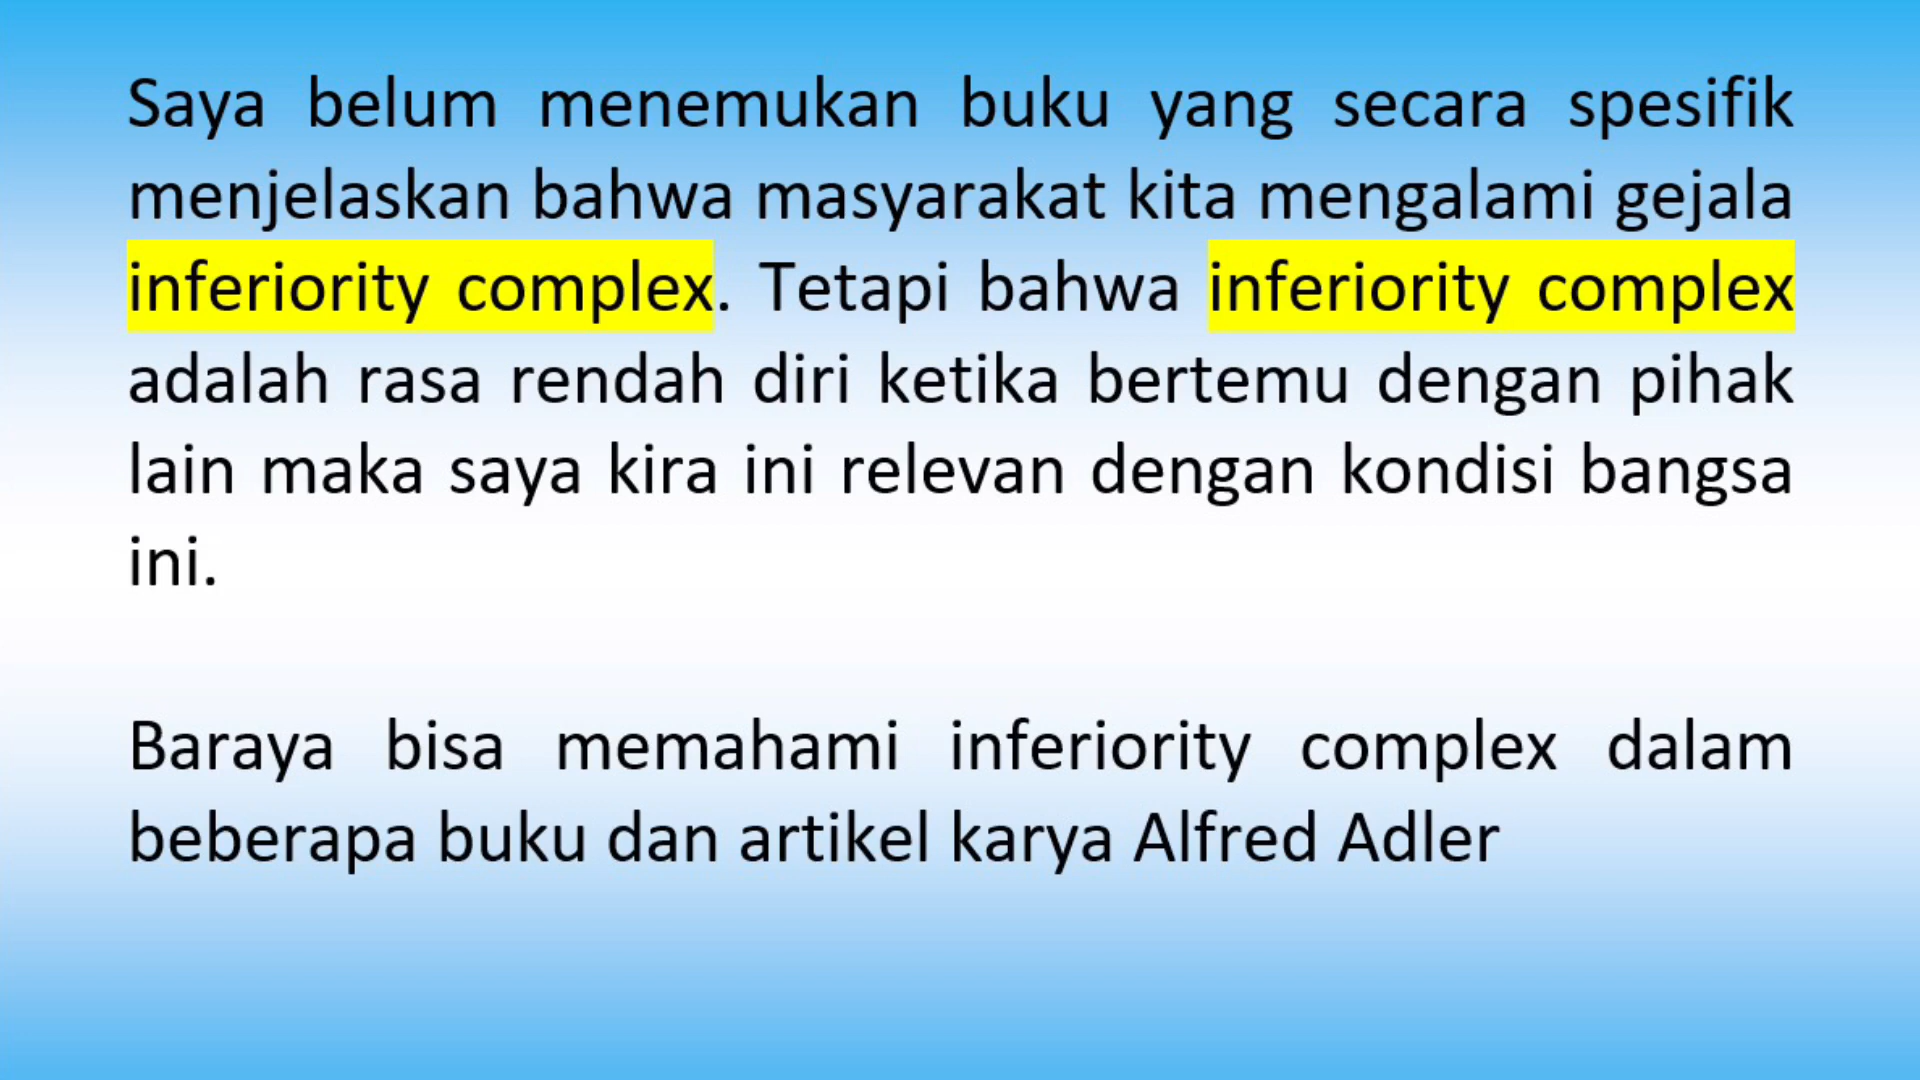 Saya belum menemukan buku yang secara spesifik
menjelaskan bahwa masyarakat kita mengalami gejala
inferiority complex. Tetapi bahwa inferiority complex
adalah rasa rendah diri ketika bertemu dengan pihak
lain maka saya kira ini relevan dengan kondisi bangsa
ini.
Baraya bisa memahami inferiority complex dalam
beberapa buku dan artikel karya Alfred Adler